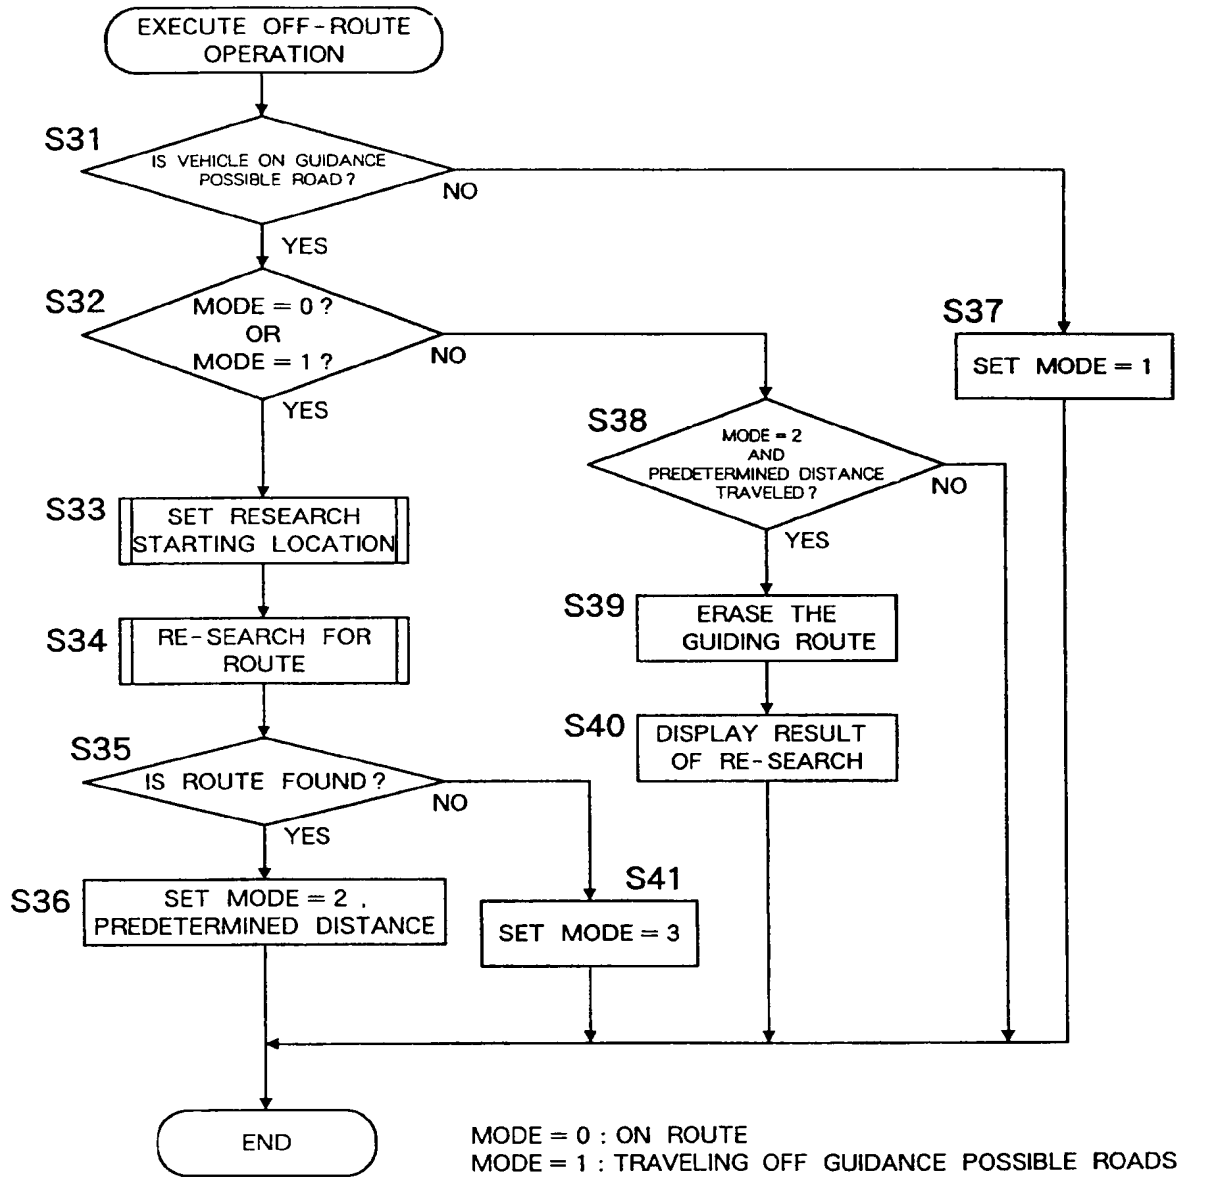 EXECUTE OFF-ROUTE
OPERATION
S31
IS VEHICLE ON GUIDANCE
POSSIBLE ROAD?
NO
YES
S32
MODE = 0 ?
OR
MODE = 1 ?
NO
YES
S37
SET MODE = 1
S38
MODE = 2
AND
PREDETERMINED DISTANCE
TRAVELED?
NO
YES
S33
SET RESEARCH
STARTING LOCATION
S34
RE-SEARCH FOR
ROUTE
S39
ERASE THE
GUIDING ROUTE
S40
DISPLAY RESULT
OF RE-SEARCH
S35
IS ROUTE FOUND?
NO
YES
S36
SET MODE = 2 ,
PREDETERMINED DISTANCE
S41
SET MODE = 3
END
MODE = 0 : ON ROUTE
MODE = 1 : TRAVELING OFF GUIDANCE POSSIBLE ROADS